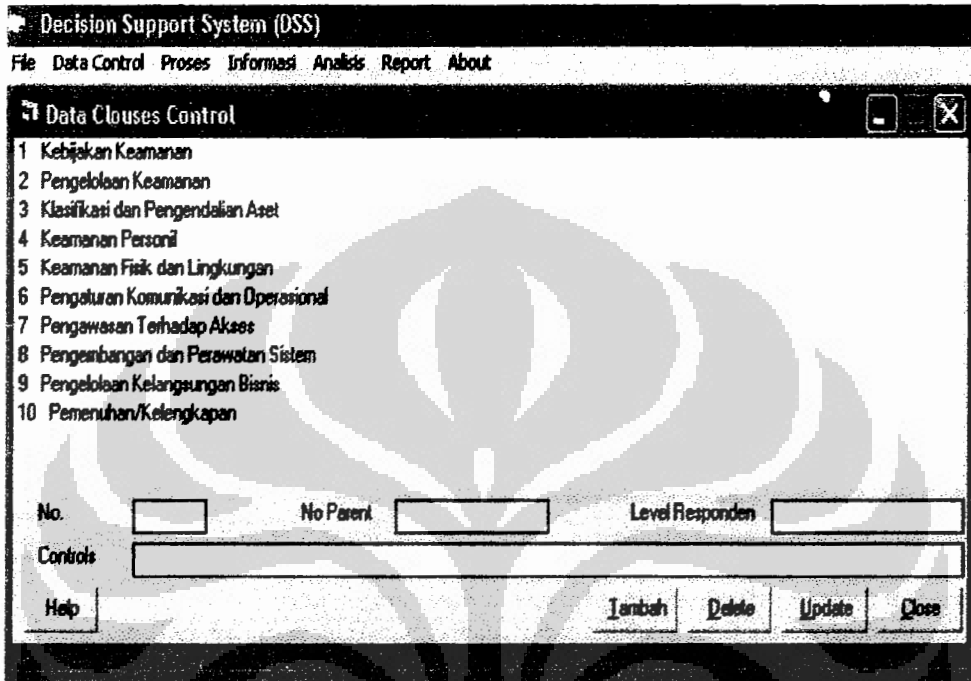 Decision Support System (DSS)
File Data Control Proses Informasi Analisis Report About
Data Clouses Control
1 Kebijakan Keamanan
2 Pengelolaan Keamanan
3 Klasifikasi dan Pengendalian Aset
4 Keamanan Personil
5 Keamanan Fisik dan Lingkungan
6 Pengaturan Komunikasi dan Operasional
7 Pengawasan Terhadap Akses
8 Pengembangan dan Perawatan Sistem
9 Pengelolaan Kelangsungan Bisnis
10 Pemenuhan/Kelengkapan
No. No Parent Level Responden
Controls
Help Tambah Delete Update Close